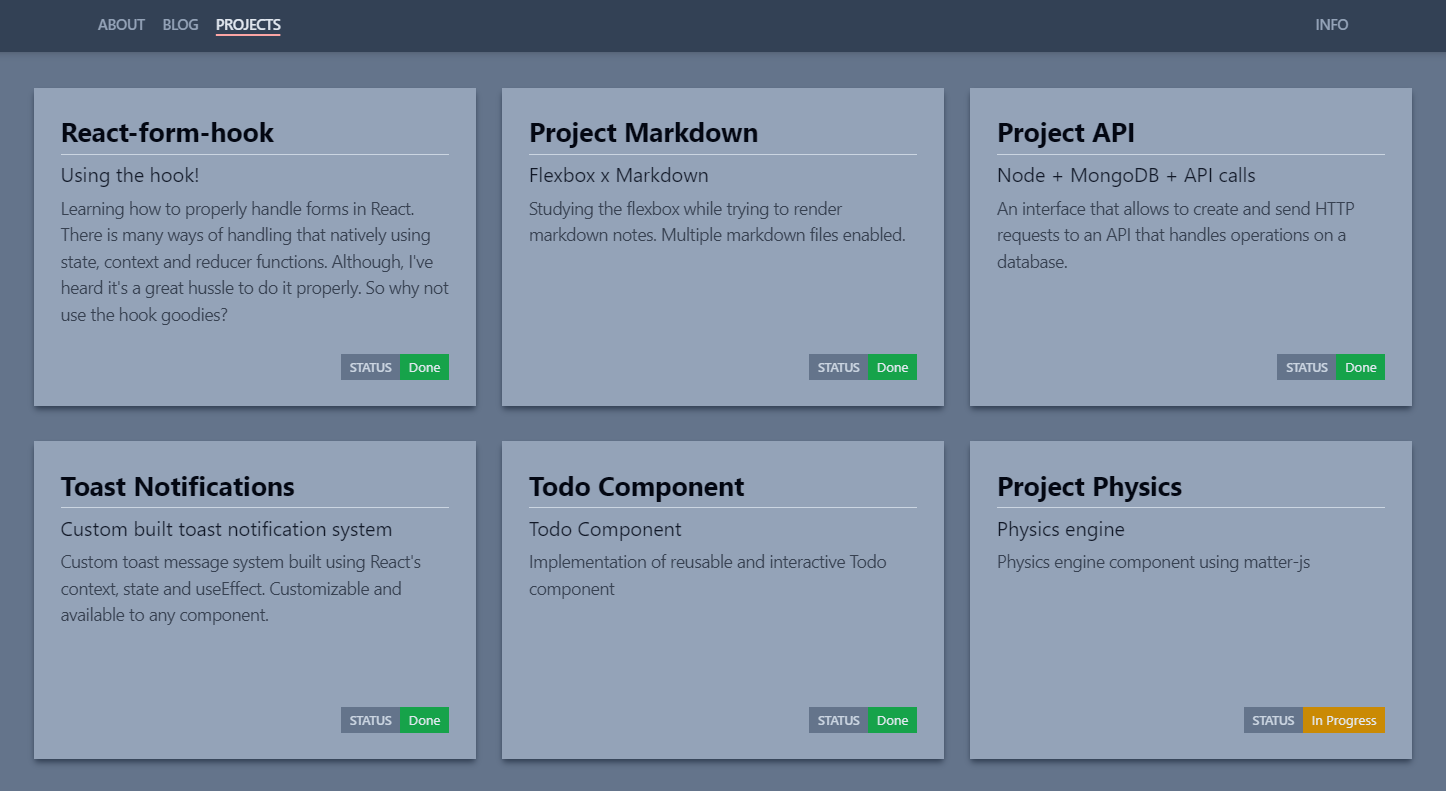 ABOUT BLOG PROJECTS INFO
React-form-hook
Using the hook!
Learning how to properly handle forms in React.
There is many ways of handling that natively using
state, context and reducer functions. Although, I've
heard it's a great hussle to do it properly. So why not
use the hook goodies?
STATUS Done
Project Markdown
Flexbox x Markdown
Studying the flexbox while trying to render
markdown notes. Multiple markdown files enabled.
STATUS Done
Project API
Node + MongoDB + API calls
An interface that allows to create and send HTTP
requests to an API that handles operations on a
database.
STATUS Done
Toast Notifications
Custom built toast notification system
Custom toast message system built using React's
context, state and useEffect. Customizable and
available to any component.
STATUS Done
Todo Component
Todo Component
Implementation of reusable and interactive Todo
component
STATUS Done
Project Physics
Physics engine
Physics engine component using matter-js
STATUS In Progress